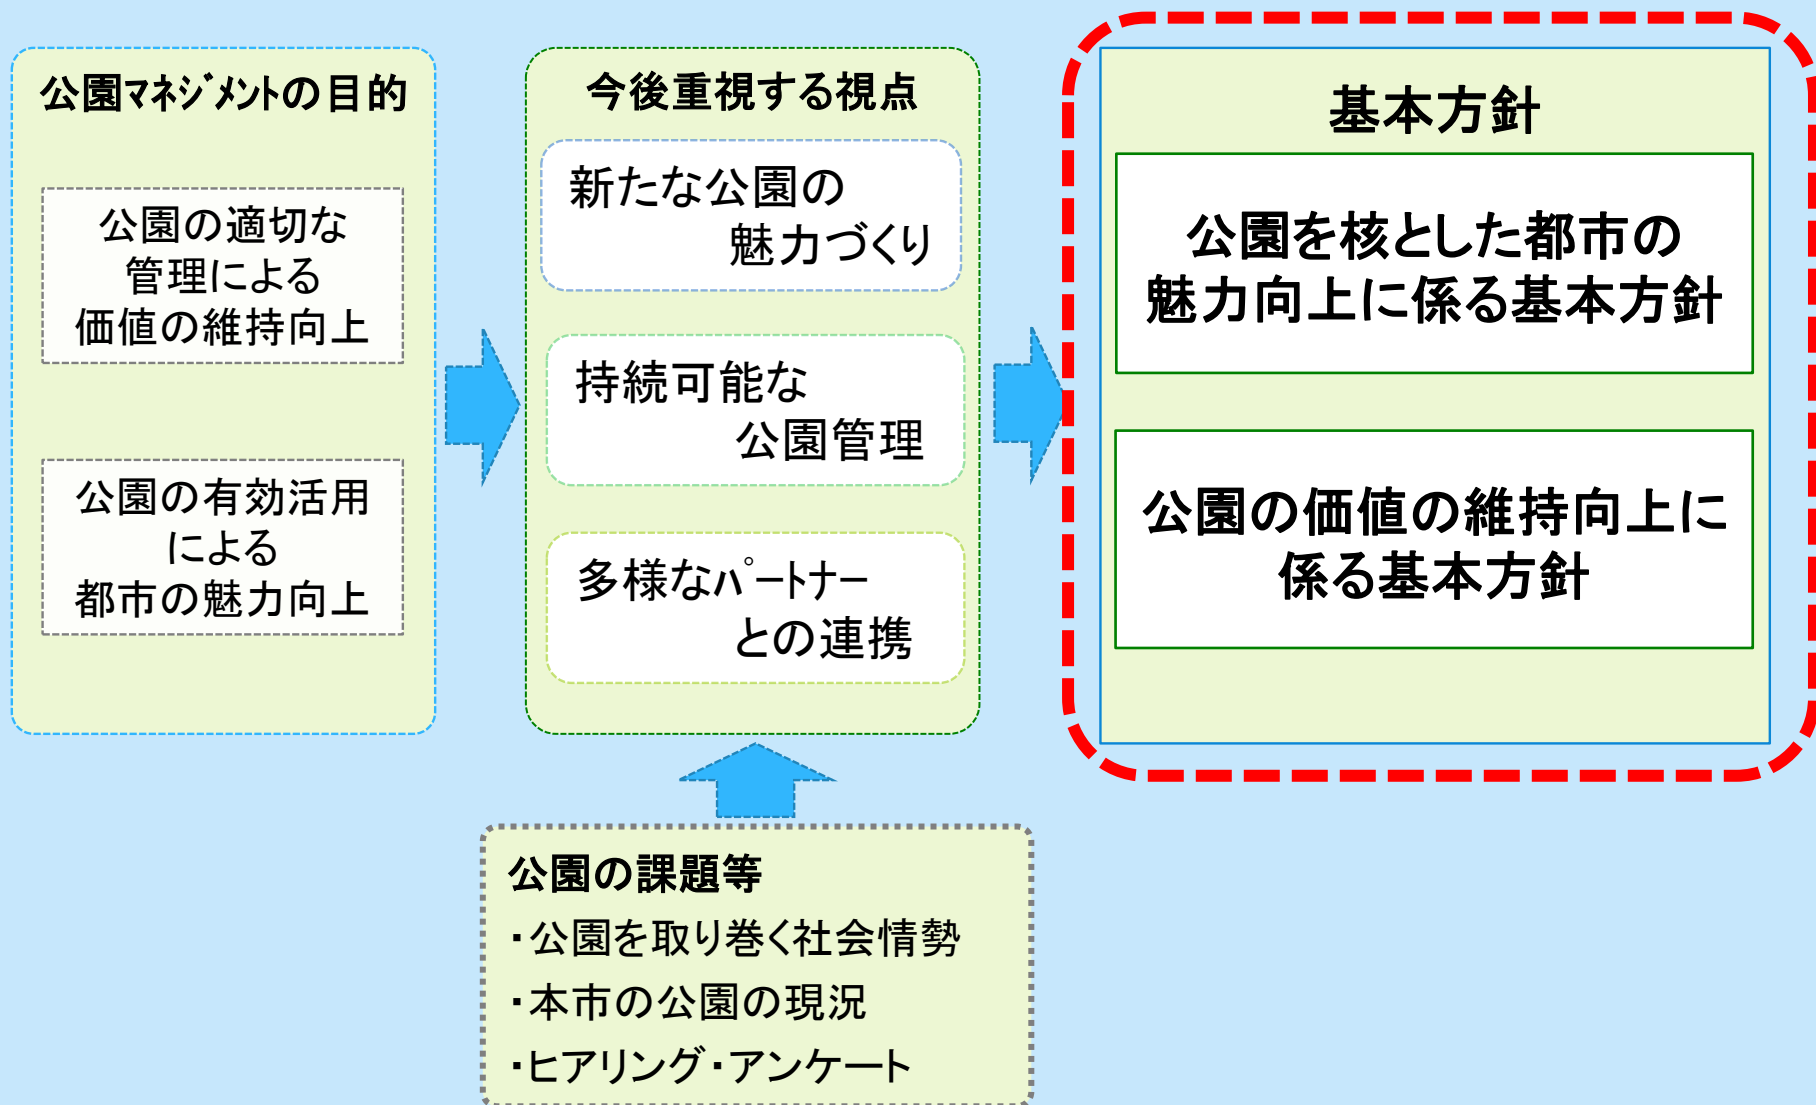 公園マネジメントの目的
公園の適切な
管理による
価値の維持向上
公園の有効活用
による
都市の魅力向上
今後重視する視点
新たな公園の
魅力づくり
持続可能な
公園管理
多様なパートナー
との連携
基本方針
公園を核とした都市の
魅力向上に係る基本方針
公園の価値の維持向上に
係る基本方針
公園の課題等
・公園を取り巻く社会情勢
・本市の公園の現況
・ヒアリング・アンケート